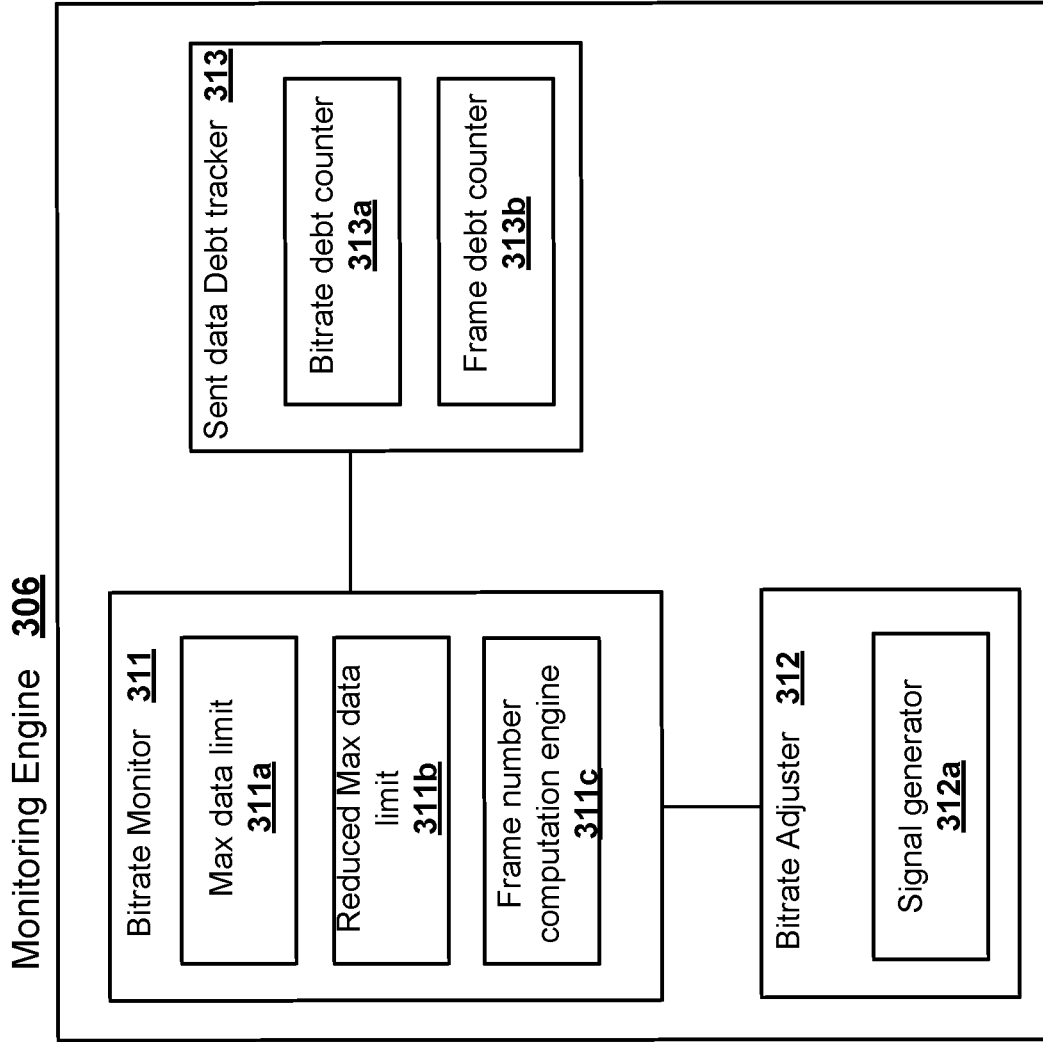 Monitoring Engine 306
Bitrate Monitor 311
Max data limit
311a
Reduced Max data
limit
311b
Frame number
computation engine
311c
Sent data Debt tracker 313
Bitrate debt counter
313a
Frame debt counter
313b
Bitrate Adjuster 312
Signal generator
312a